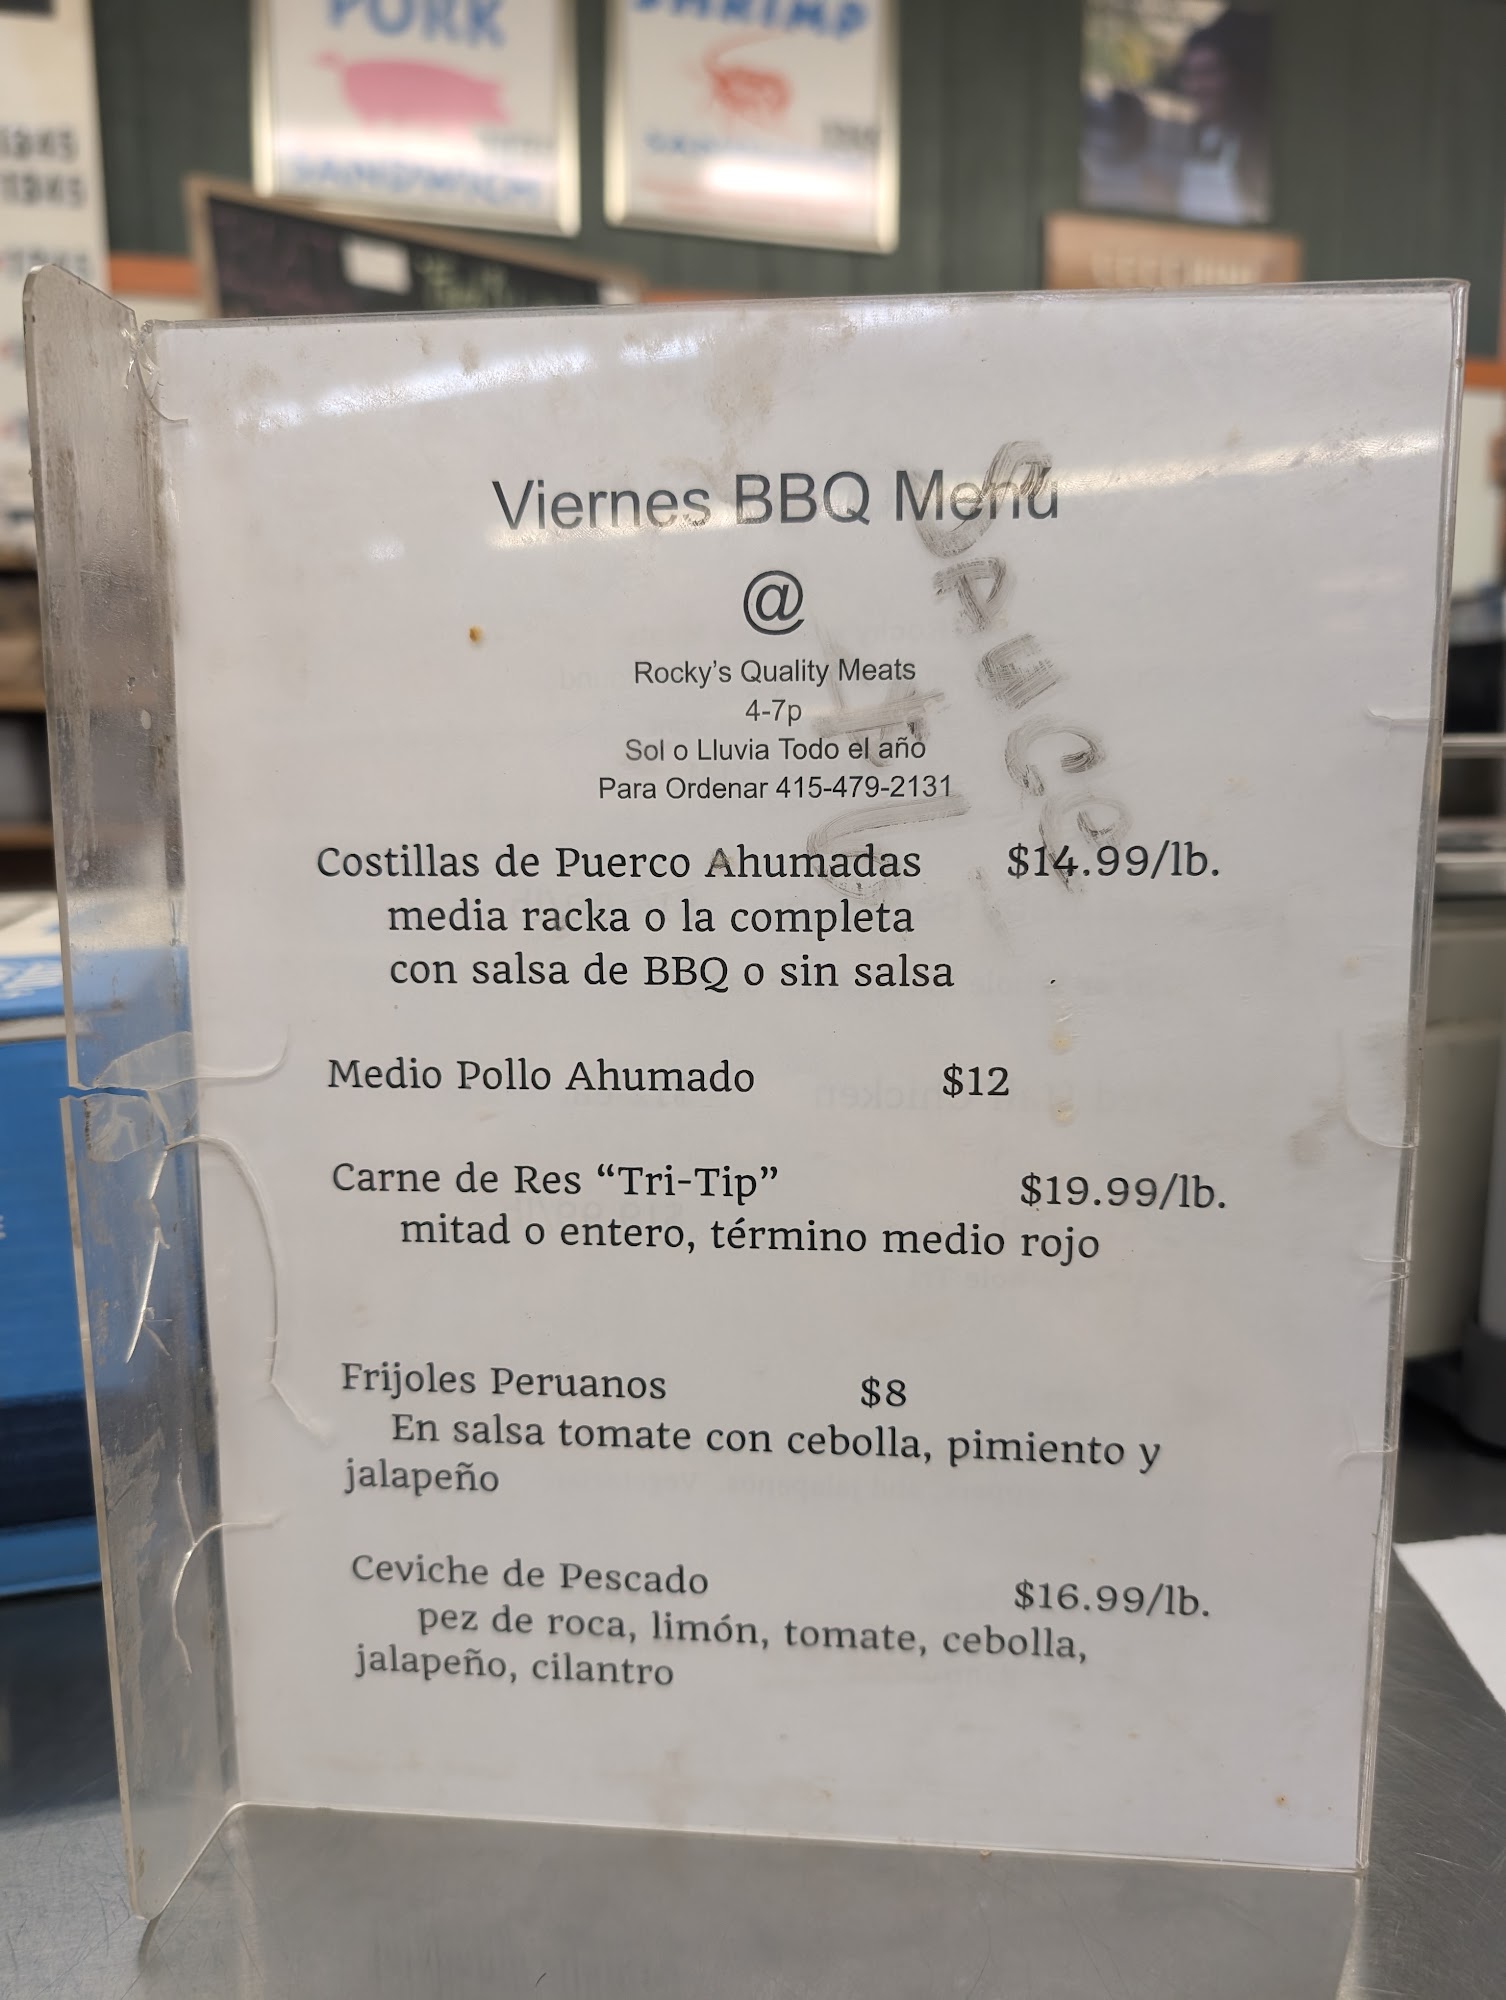 PORK
SANDWICH
SHRIMP
Viernes BBQ Menú
@
Rocky's Quality Meats
4-7p
Sol o Lluvia Todo el año
Para Ordenar 415-479-2131
Costillas de Puerco Ahumadas $14.99/lb.
media racka o la completa
con salsa de BBQ o sin salsa
Medio Pollo Ahumado $12
Carne de Res “Tri-Tip” $19.99/lb.
mitad o entero, término medio rojo
Frijoles Peruanos $8
En salsa tomate con cebolla, pimiento y
jalapeño
Ceviche de Pescado $16.99/lb.
pez de roca, limón, tomate, cebolla,
jalapeño, cilantro